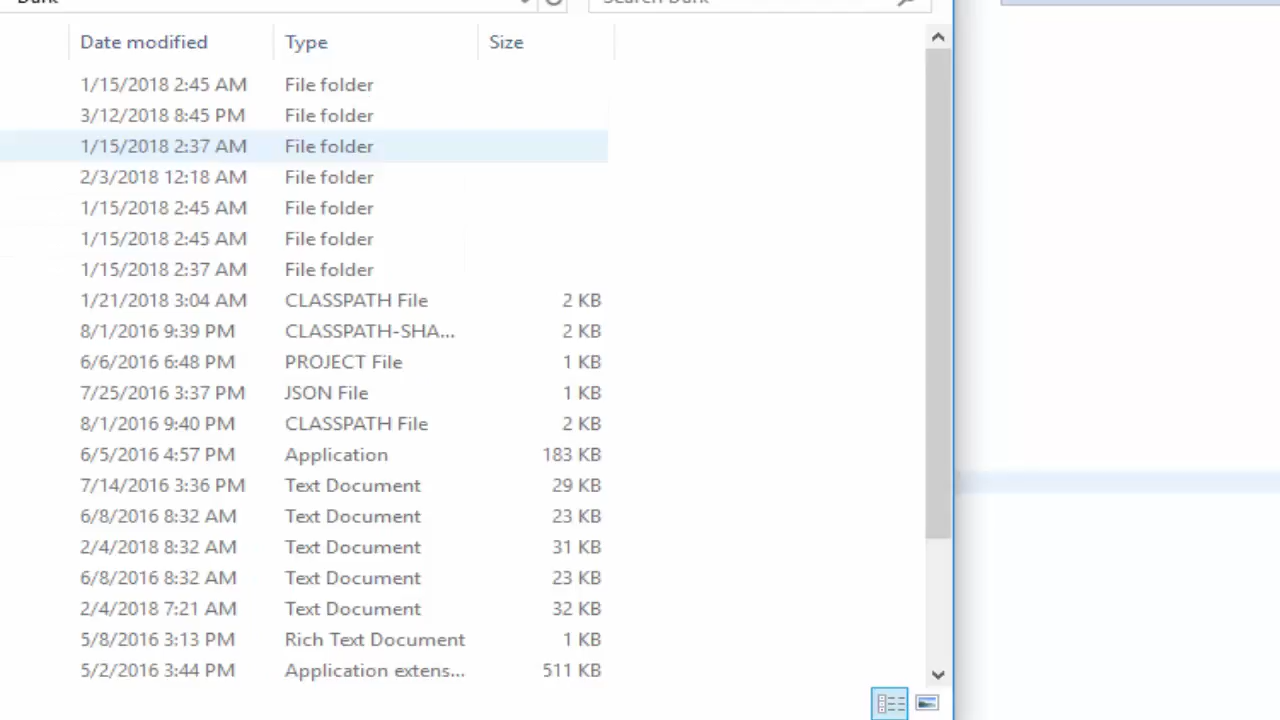 Dark
Search Dark
Date modified Type Size
1/15/2018 2:45 AM File folder
3/12/2018 8:45 PM File folder
1/15/2018 2:37 AM File folder
2/3/2018 12:18 AM File folder
1/15/2018 2:45 AM File folder
1/15/2018 2:45 AM File folder
1/15/2018 2:37 AM File folder
1/21/2018 3:04 AM CLASSPATH File 2 KB
8/1/2016 9:39 PM CLASSPATH-SHA... 2 KB
6/6/2016 6:48 PM PROJECT File 1 KB
7/25/2016 3:37 PM JSON File 1 KB
8/1/2016 9:40 PM CLASSPATH File 2 KB
6/5/2016 4:57 PM Application 183 KB
7/14/2016 3:36 PM Text Document 29 KB
6/8/2016 8:32 AM Text Document 23 KB
2/4/2018 8:32 AM Text Document 31 KB
6/8/2016 8:32 AM Text Document 23 KB
2/4/2018 7:21 AM Text Document 32 KB
5/8/2016 3:13 PM Rich Text Document 1 KB
5/2/2016 3:44 PM Application extens... 511 KB